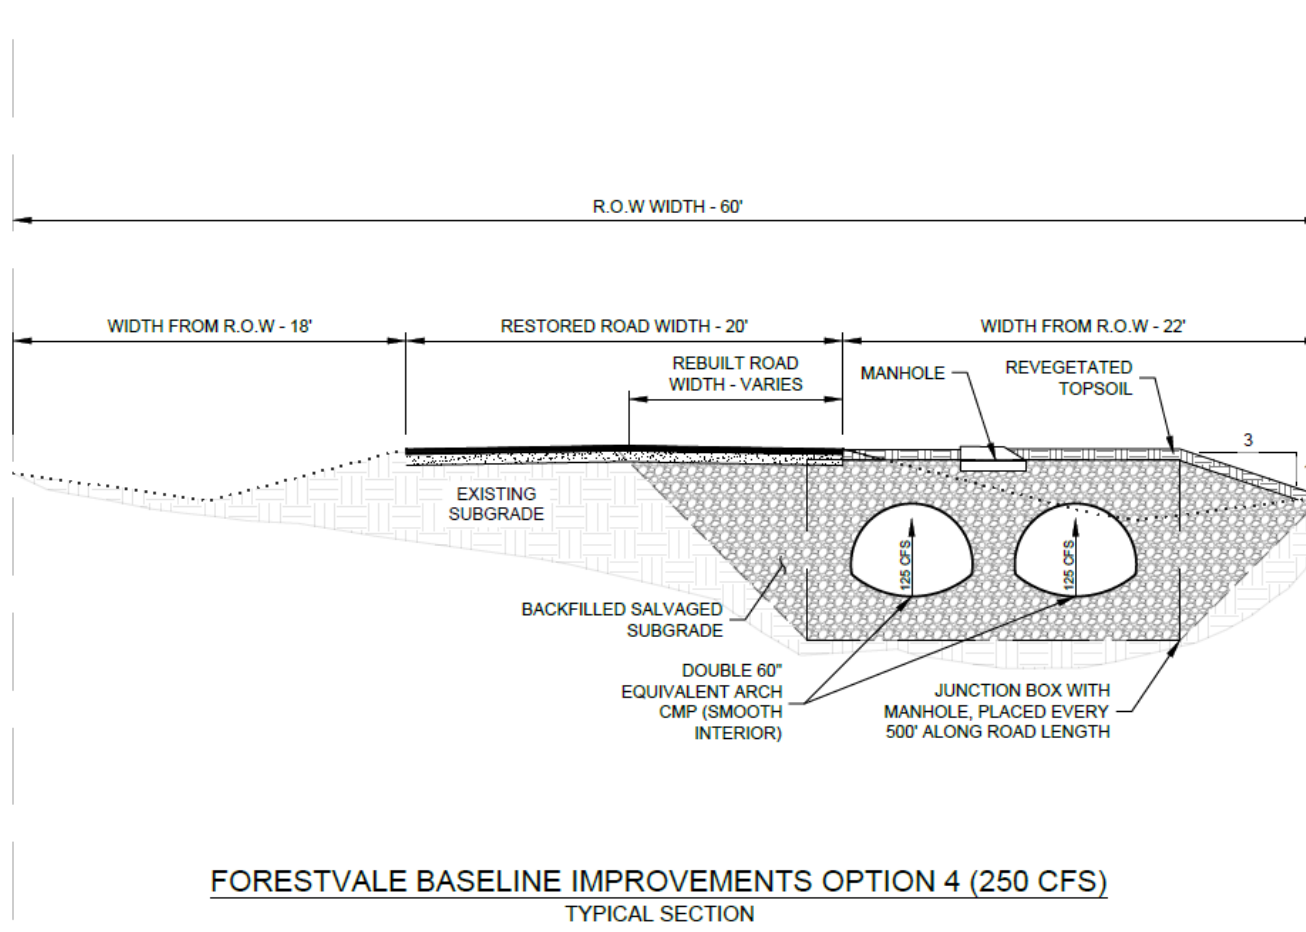 R.O.W WIDTH - 60'
WIDTH FROM R.O.W - 18'
RESTORED ROAD WIDTH - 20'
WIDTH FROM R.O.W - 22'
REBUILT ROAD
WIDTH - VARIES
MANHOLE
REVEGETATED
TOPSOIL
3
EXISTING
SUBGRADE
125 CFS
125 CFS
BACKFILLED SALVAGED
SUBGRADE
DOUBLE 60"
EQUIVALENT ARCH
CMP (SMOOTH
INTERIOR)
JUNCTION BOX WITH
MANHOLE, PLACED EVERY
500' ALONG ROAD LENGTH
FORESTVALE BASELINE IMPROVEMENTS OPTION 4 (250 CFS)
TYPICAL SECTION